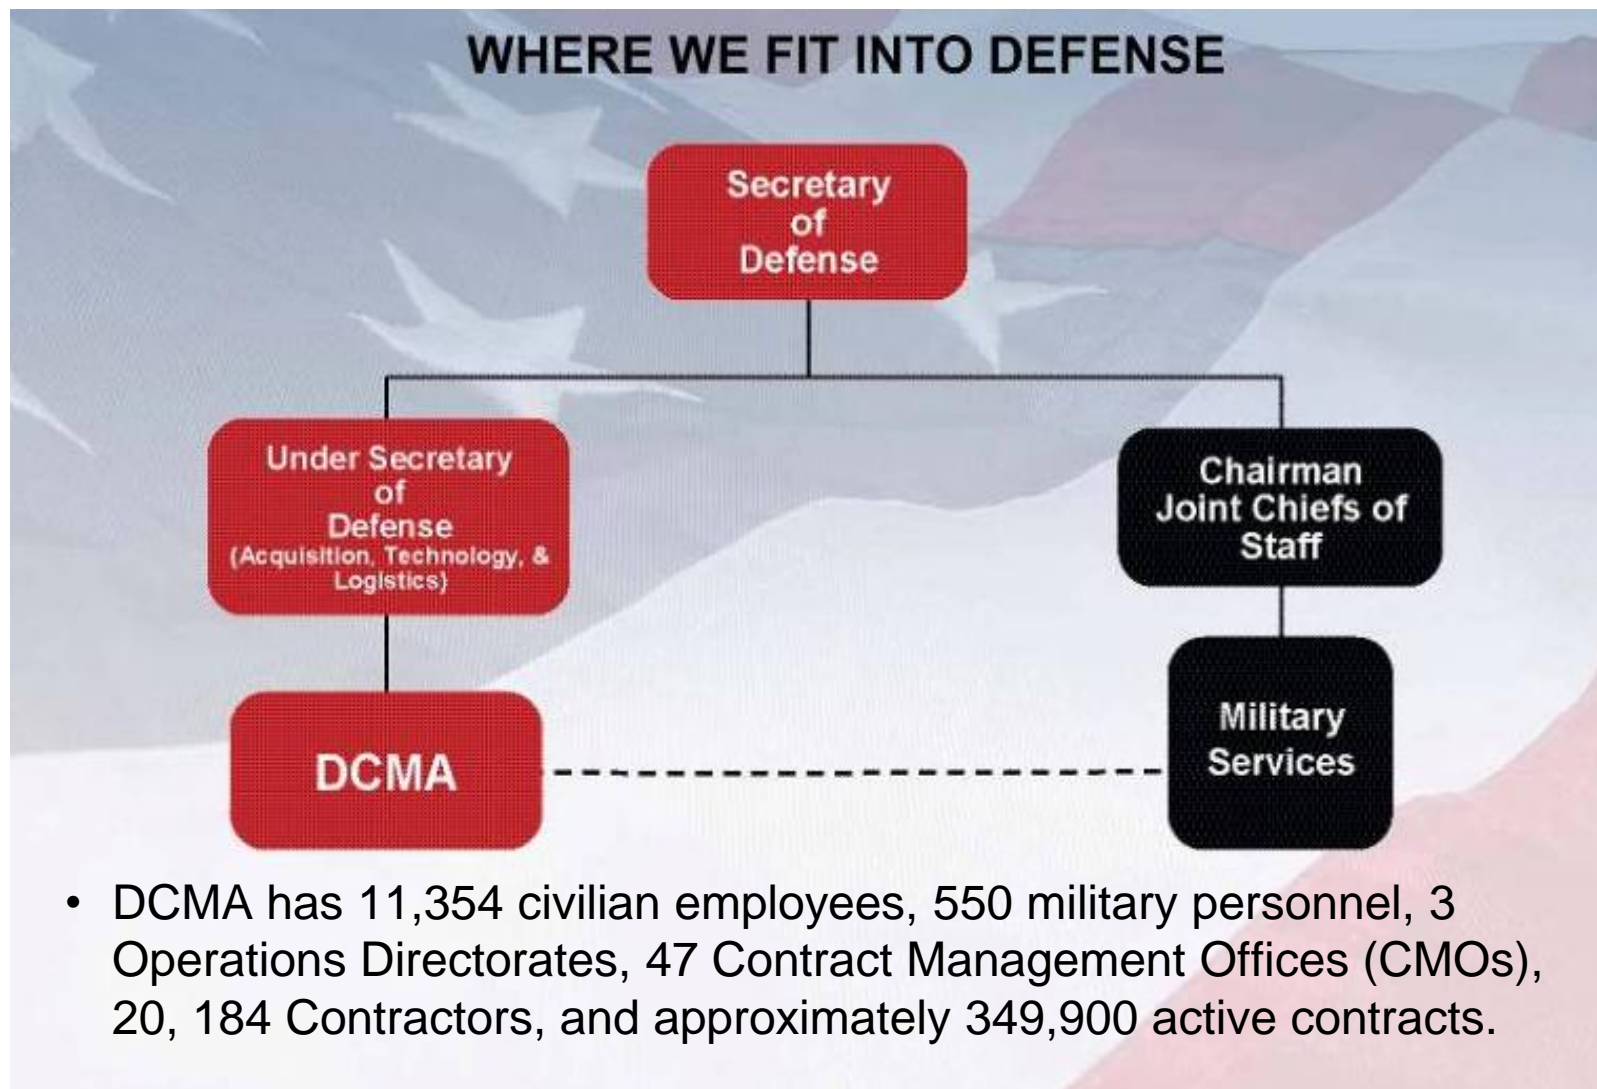 WHERE WE FIT INTO DEFENSE
Secretary
of
Defense
Under Secretary
of
Defense
(Acquisition, Technology, &
Logistics)
Chairman
Joint Chiefs of
Staff
DCMA
Military
Services
• DCMA has 11,354 civilian employees, 550 military personnel, 3
Operations Directorates, 47 Contract Management Offices (CMOs),
20, 184 Contractors, and approximately 349,900 active contracts.